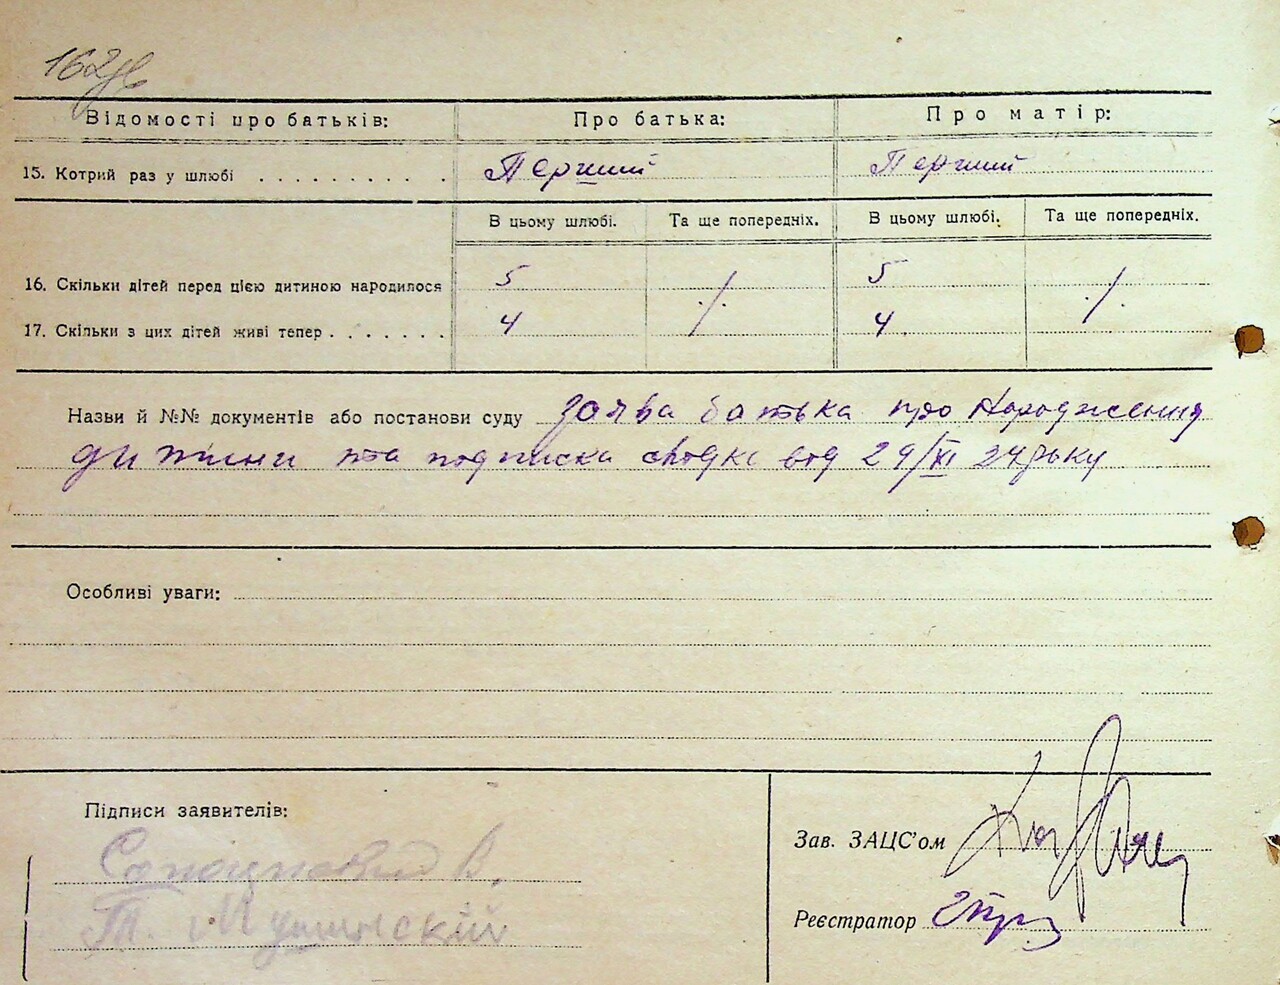 162
Відомості про батьків: Про батька: Про матір:
15. Котрий раз у шлюбі . . . . . . . . . . Перший Перший
В цьому шлюбі. Та ще попередніх. В цьому шлюбі. Та ще попередніх.
16. Скільки дітей перед цією дитиною народилося 5 5
·/. ·/.
17. Скільки з цих дітей живі тепер . . . . . . . 4 4
Назви й №№ документів або постанови суду заява батька про народження
дитини та подписка від 29/XI
Особливі уваги:
Підписи заявителів:
В.
Т.
Зав. ЗАЦС'ом
Реєстратор